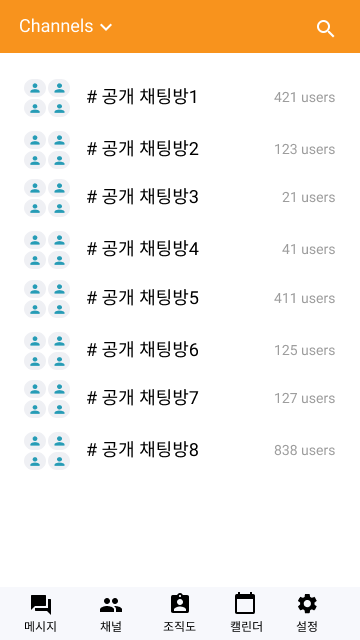 Channels
# 공개 채팅방1 421 users
# 공개 채팅방2 123 users
# 공개 채팅방3 21 users
# 공개 채팅방4 41 users
# 공개 채팅방5 411 users
# 공개 채팅방6 125 users
# 공개 채팅방7 127 users
# 공개 채팅방8 838 users
메시지 채널 조직도 캘린더 설정